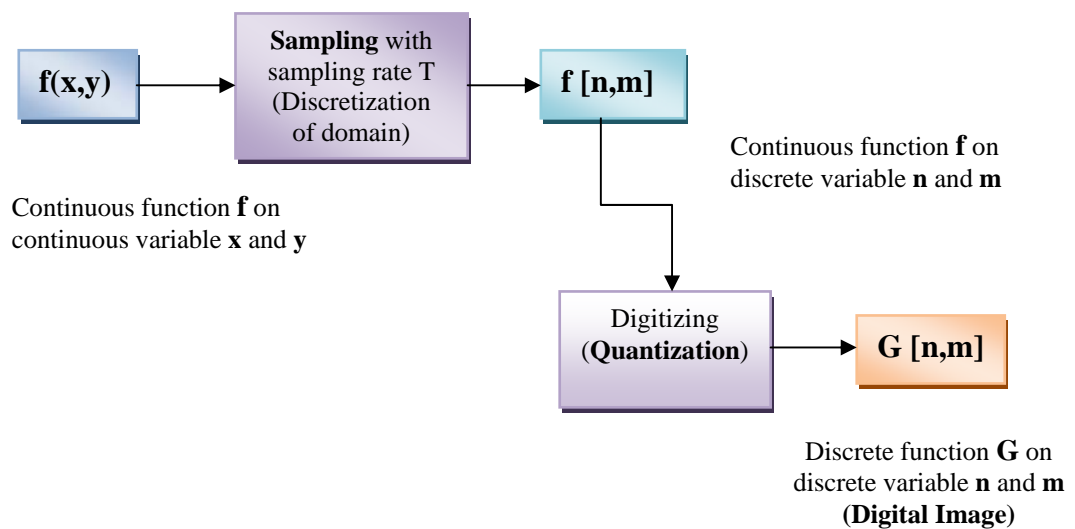 f(x,y)
Sampling with
sampling rate T
(Discretization
of domain)
f [n,m]
Continuous function f on
continuous variable x and y
Continuous function f on
discrete variable n and m
Digitizing
(Quantization)
G [n,m]
Discrete function G on
discrete variable n and m
(Digital Image)